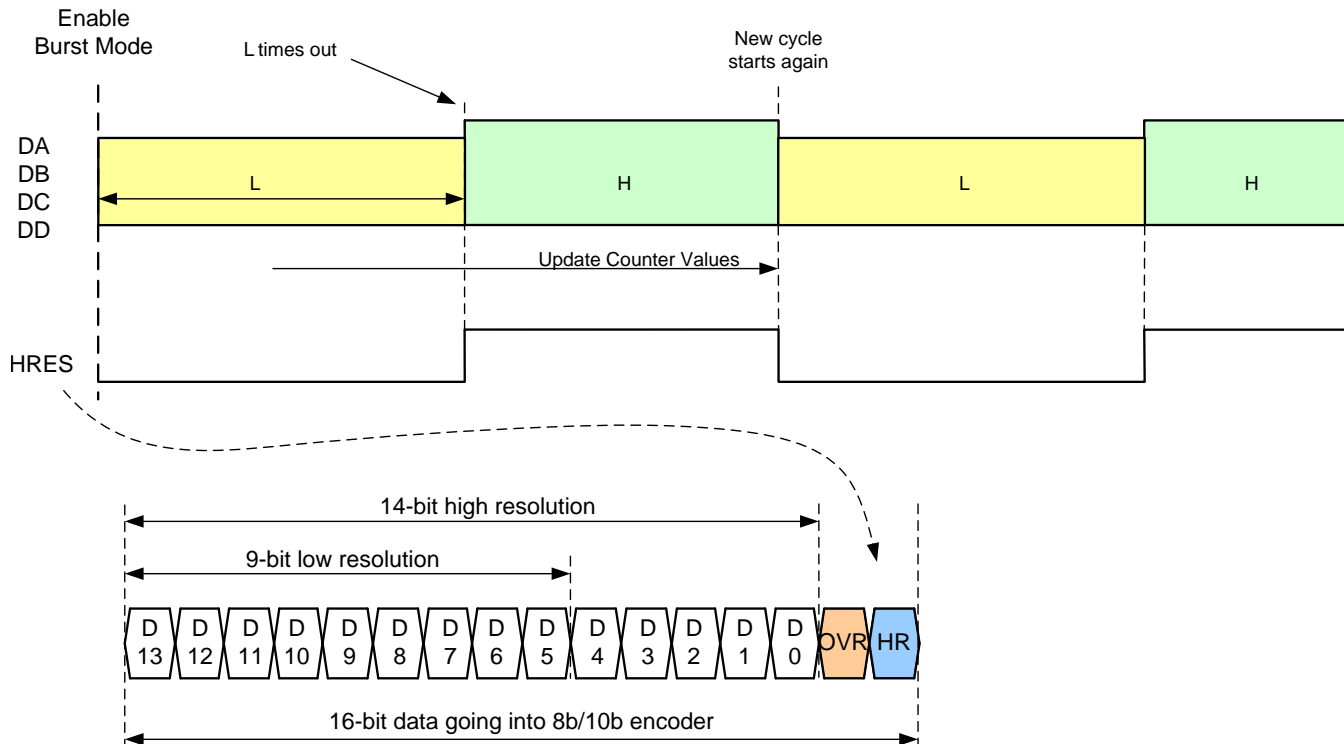 Enable
Burst Mode
L times out
New cycle
starts again
DA
DB
DC
DD
L
H
L
H
Update Counter Values
HRES
14-bit high resolution
9-bit low resolution
D
13
D
12
D
11
D
10
D
9
D
8
D
7
D
6
D
5
D
4
D
3
D
2
D
1
D
0
OVR
HR
16-bit data going into 8b/10b encoder